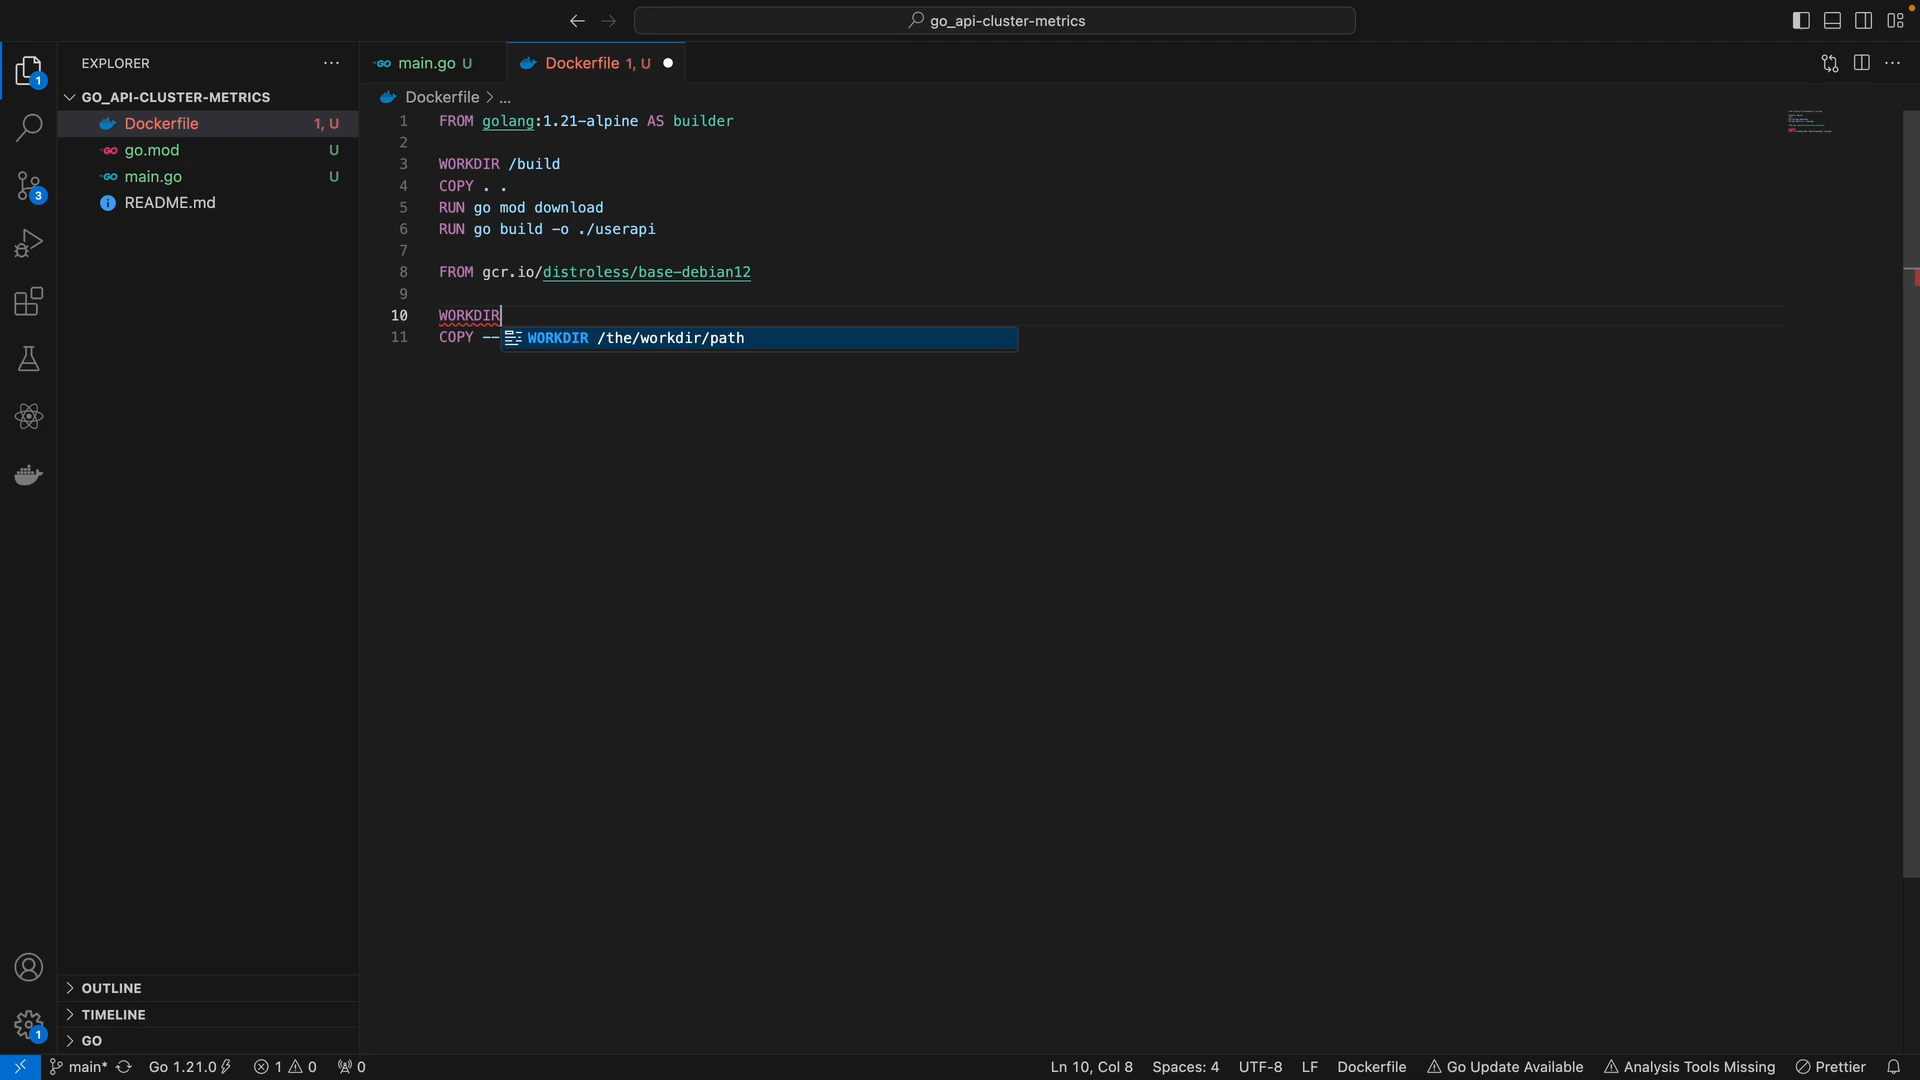 go_api-cluster-metrics
EXPLORER
main.go U
Dockerfile 1, U
GO_API-CLUSTER-METRICS
Dockerfile 1, U
go.mod U
main.go U
README.md
Dockerfile > ...
1 FROM golang:1.21-alpine AS builder
2
3 WORKDIR /build
4 COPY . .
5 RUN go mod download
6 RUN go build -o ./userapi
7
8 FROM gcr.io/distroless/base-debian12
9
10 WORKDIR
11 COPY --
WORKDIR /the/workdir/path
1
3
OUTLINE
TIMELINE
GO
1
main*
Go 1.21.0
1 0
0
Ln 10, Col 8
Spaces: 4
UTF-8
LF
Dockerfile
Go Update Available
Analysis Tools Missing
Prettier